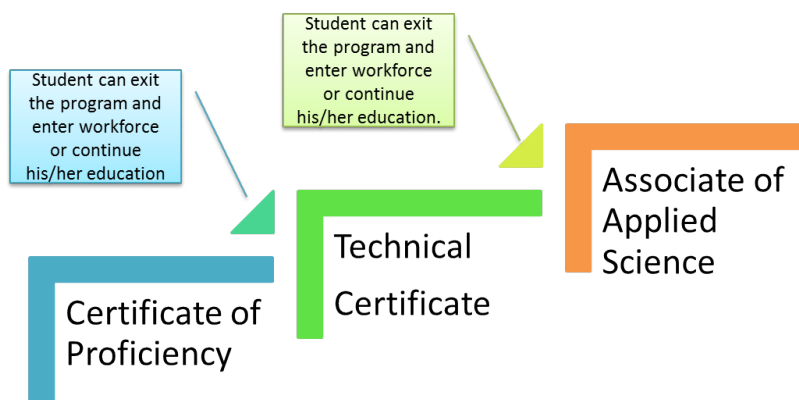 Student can exit
the program and
enter workforce
or continue
his/her education.
Student can exit
the program and
enter workforce
or continue
his/her education
Associate of
Applied
Science
Technical
Certificate
Certificate of
Proficiency